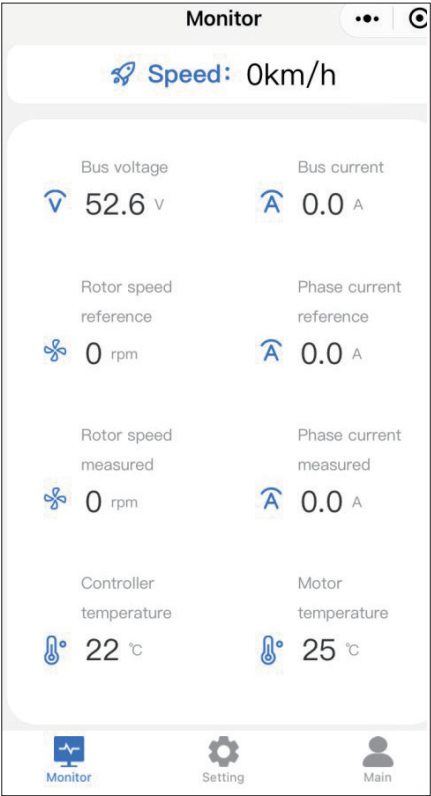 Monitor
Speed: 0km/h
Bus voltage
52.6 V
Bus current
0.0 A
Rotor speed
reference
0 rpm
Phase current
reference
0.0 A
Rotor speed
measured
0 rpm
Phase current
measured
0.0 A
Controller
temperature
22 ℃
Motor
temperature
25 ℃
Monitor
Setting
Main